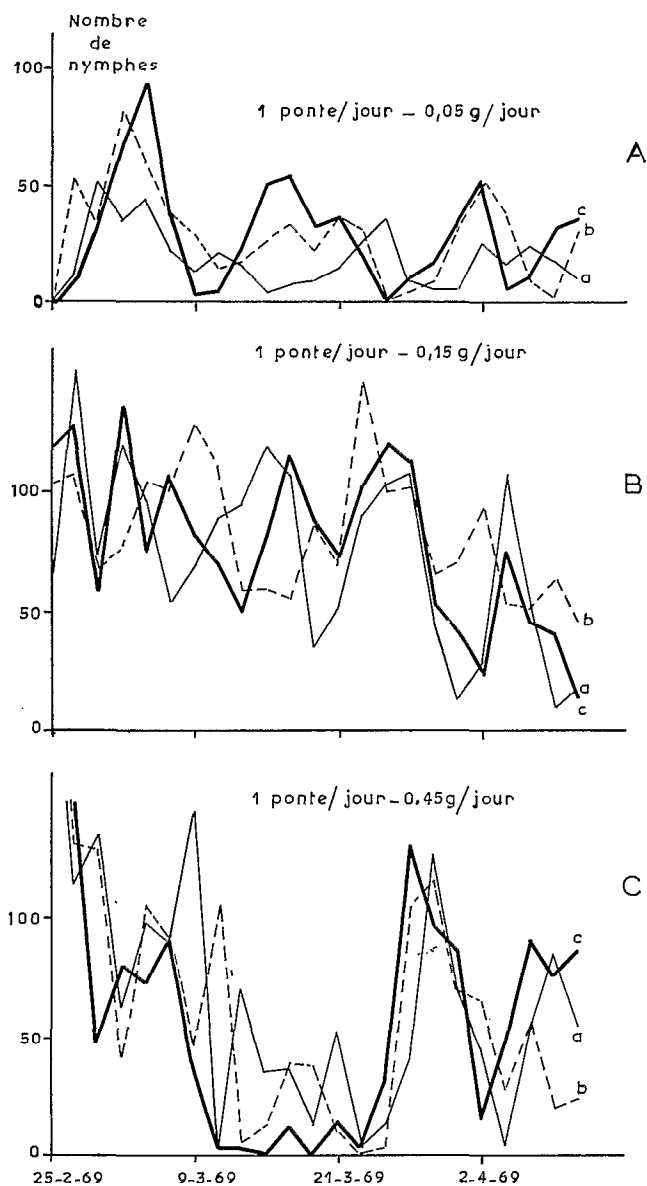 Nombre
de
nymphes
1 ponte/jour – 0,05 g/jour
A
100
50
0
c
b
a
1 ponte/jour – 0,15 g/jour
B
100
50
0
b
a
c
1 ponte/jour – 0,45g/jour
C
100
50
0
c
a
b
25-2-69 9-3-69 21-3-69 2-4-69